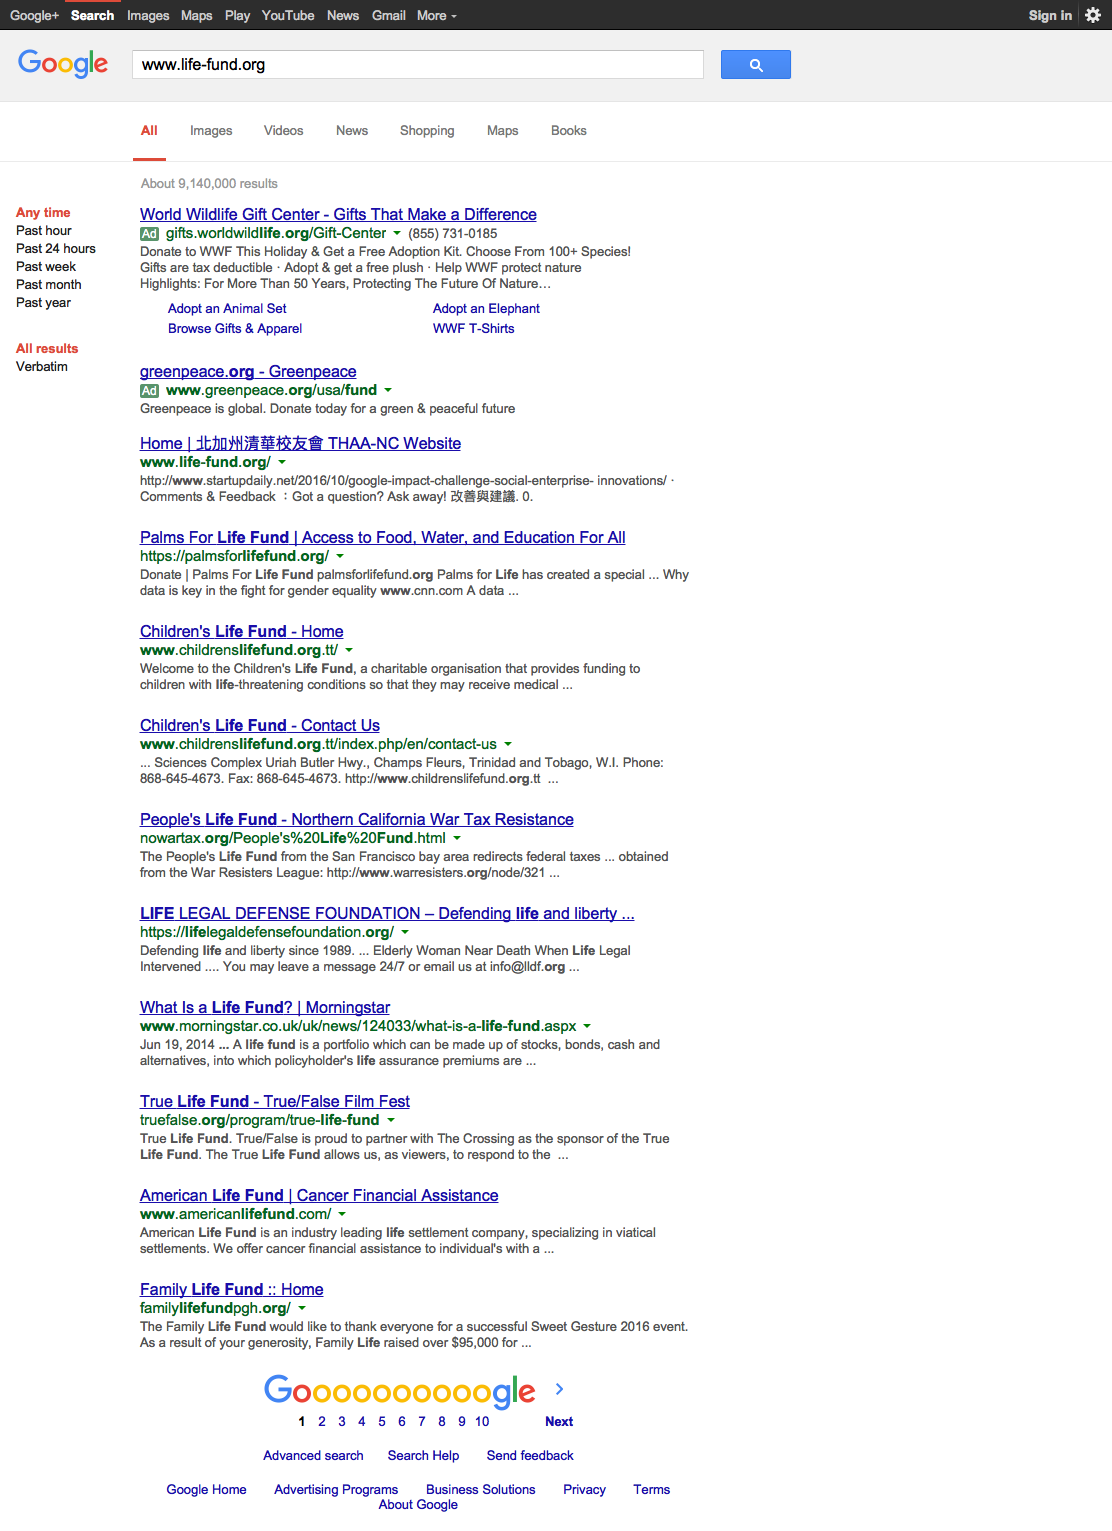 Google+ Search Images Maps Play YouTube News Gmail More Sign in
Google
www.life-fund.org
All Images Videos News Shopping Maps Books
About 9,140,000 results
Any time
Past hour
Past 24 hours
Past week
Past month
Past year
All results
Verbatim
World Wildlife Gift Center - Gifts That Make a Difference
Ad gifts.worldwildlife.org/Gift-Center (855) 731-0185
Donate to WWF This Holiday & Get a Free Adoption Kit. Choose From 100+ Species!
Gifts are tax deductible · Adopt & get a free plush · Help WWF protect nature
Highlights: For More Than 50 Years, Protecting The Future Of Nature…
Adopt an Animal Set Adopt an Elephant
Browse Gifts & Apparel WWF T-Shirts
greenpeace.org - Greenpeace
Ad www.greenpeace.org/usa/fund
Greenpeace is global. Donate today for a green & peaceful future
Home | 北加州清華校友會 THAA-NC Website
www.life-fund.org/
http://www.startupdaily.net/2016/10/google-impact-challenge-social-enterprise- innovations/ ·
Comments & Feedback ：Got a question? Ask away! 改善與建議. 0.
Palms For Life Fund | Access to Food, Water, and Education For All
https://palmsforlifefund.org/
Donate | Palms For Life Fund palmsforlifefund.org Palms for Life has created a special ... Why
data is key in the fight for gender equality www.cnn.com A data ...
Children's Life Fund - Home
www.childrenslifefund.org.tt/
Welcome to the Children's Life Fund, a charitable organisation that provides funding to
children with life-threatening conditions so that they may receive medical ...
Children's Life Fund - Contact Us
www.childrenslifefund.org.tt/index.php/en/contact-us
... Sciences Complex Uriah Butler Hwy., Champs Fleurs, Trinidad and Tobago, W.I. Phone:
868-645-4673. Fax: 868-645-4673. http://www.childrenslifefund.org.tt ...
People's Life Fund - Northern California War Tax Resistance
nowartax.org/People's%20Life%20Fund.html
The People's Life Fund from the San Francisco bay area redirects federal taxes ... obtained
from the War Resisters League: http://www.warresisters.org/node/321 ...
LIFE LEGAL DEFENSE FOUNDATION – Defending life and liberty ...
https://lifelegaldefensefoundation.org/
Defending life and liberty since 1989. ... Elderly Woman Near Death When Life Legal
Intervened .... You may leave a message 24/7 or email us at info@lldf.org ...
What Is a Life Fund? | Morningstar
www.morningstar.co.uk/uk/news/124033/what-is-a-life-fund.aspx
Jun 19, 2014 ... A life fund is a portfolio which can be made up of stocks, bonds, cash and
alternatives, into which policyholder's life assurance premiums are ...
True Life Fund - True/False Film Fest
truefalse.org/program/true-life-fund
True Life Fund. True/False is proud to partner with The Crossing as the sponsor of the True
Life Fund. The True Life Fund allows us, as viewers, to respond to the ...
American Life Fund | Cancer Financial Assistance
www.americanlifefund.com/
American Life Fund is an industry leading life settlement company, specializing in viatical
settlements. We offer cancer financial assistance to individual's with a ...
Family Life Fund :: Home
familylifefundpgh.org/
The Family Life Fund would like to thank everyone for a successful Sweet Gesture 2016 event.
As a result of your generosity, Family Life raised over $95,000 for ...
Goooooooooogle >
1 2 3 4 5 6 7 8 9 10 Next
Advanced search Search Help Send feedback
Google Home Advertising Programs Business Solutions Privacy Terms
About Google